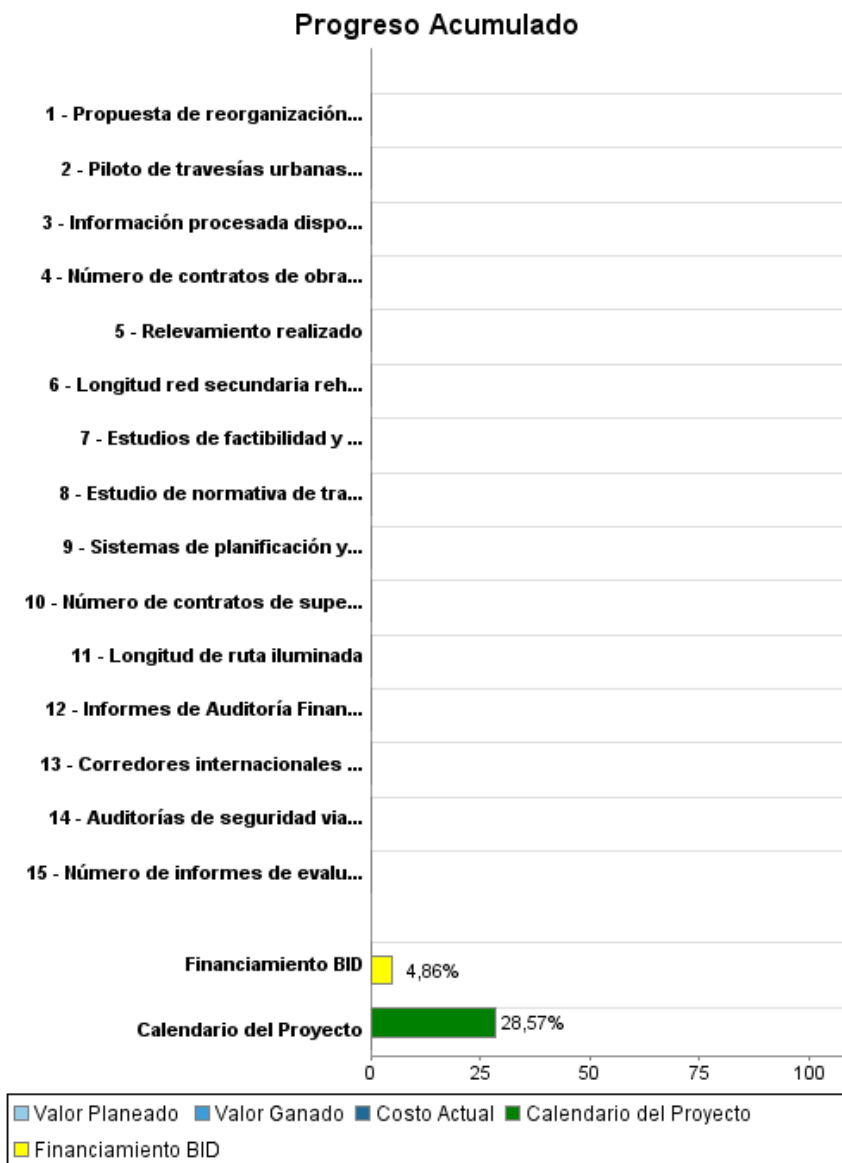 Progreso Acumulado
1 - Propuesta de reorganización...
2 - Piloto de travesías urbanas...
3 - Información procesada dispo...
4 - Número de contratos de obra...
5 - Relevamiento realizado
6 - Longitud red secundaria reh...
7 - Estudios de factibilidad y ...
8 - Estudio de normativa de tra...
9 - Sistemas de planificación y...
10 - Número de contratos de supe...
11 - Longitud de ruta iluminada
12 - Informes de Auditoría Finan...
13 - Corredores internacionales ...
14 - Auditorías de seguridad via...
15 - Número de informes de evalu...
Financiamiento BID 4,86%
Calendario del Proyecto 28,57%
0 25 50 75 100
Valor Planeado Valor Ganado Costo Actual Calendario del Proyecto
Financiamiento BID